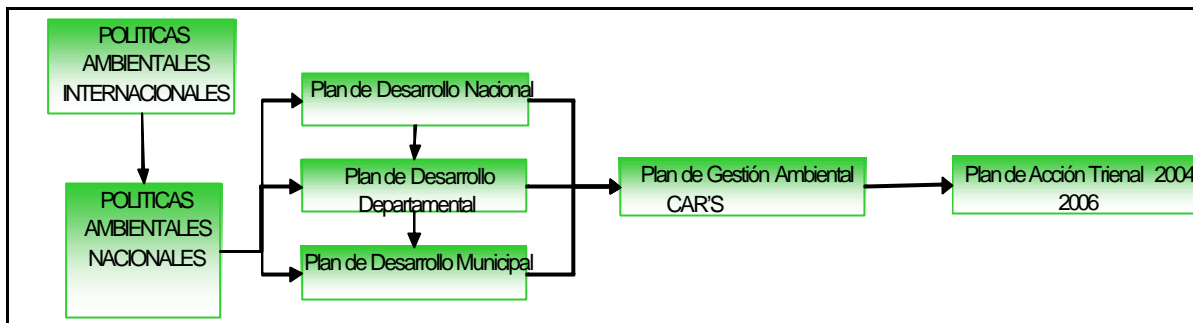 POLITICAS
AMBIENTALES
INTERNACIONALES
POLITICAS
AMBIENTALES
NACIONALES
Plan de Desarrollo Nacional
Plan de Desarrollo
Departamental
Plan de Desarrollo Municipal
Plan de Gestión Ambiental
CAR'S
Plan de Acción Trienal 2004
2006